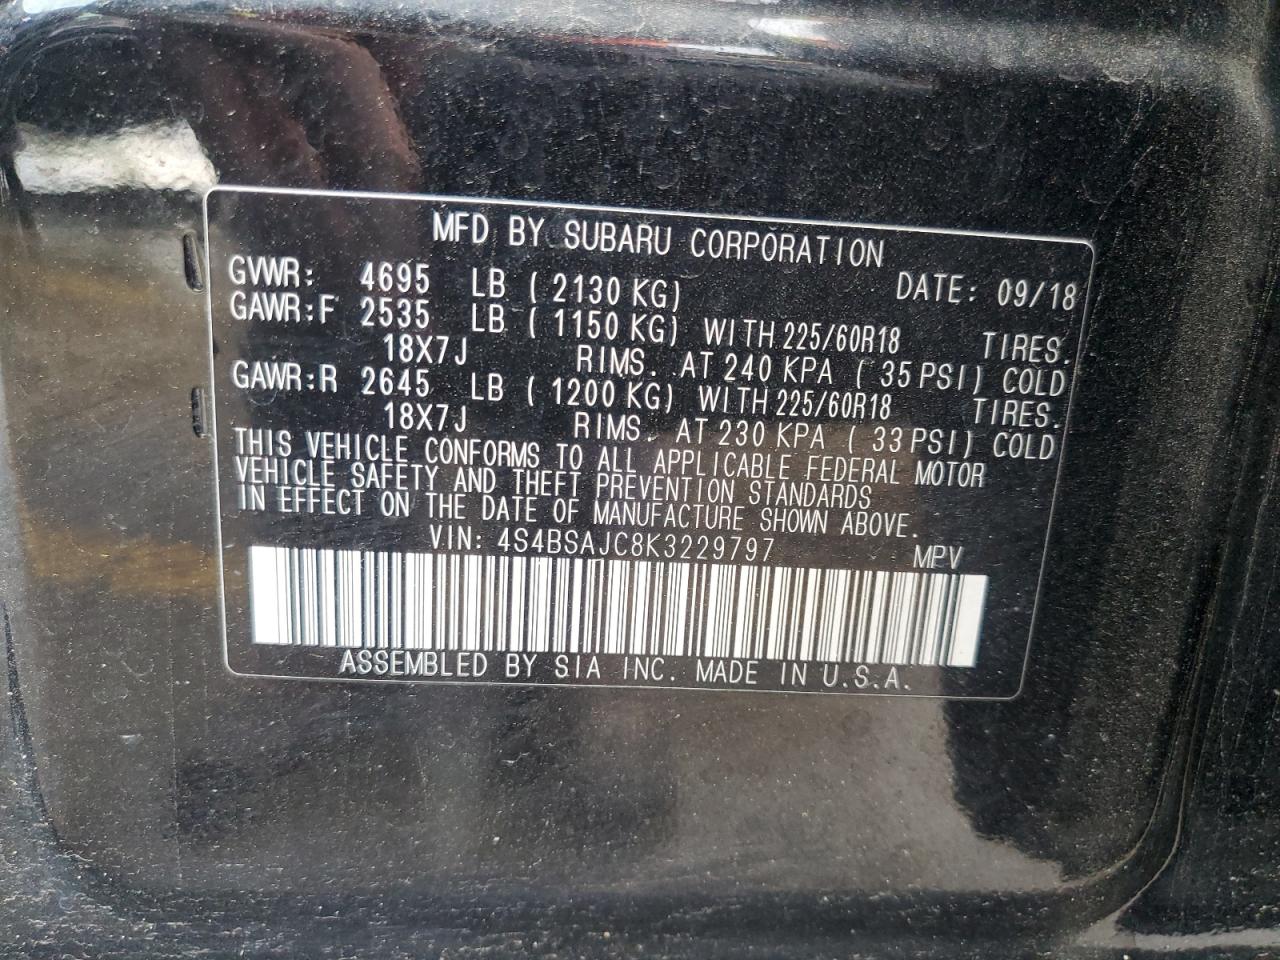 MFD BY SUBARU CORPORATION
GVWR: 4695 LB ( 2130 KG) DATE: 09/18
GAWR:F 2535 LB ( 1150 KG) WITH 225/60R18 TIRES.
18X7J RIMS. AT 240 KPA ( 35 PSI) COLD
GAWR:R 2645 LB ( 1200 KG) WITH 225/60R18 TIRES.
18X7J RIMS. AT 230 KPA ( 33 PSI) COLD
THIS VEHICLE CONFORMS TO ALL APPLICABLE FEDERAL MOTOR
VEHICLE SAFETY AND THEFT PREVENTION STANDARDS
IN EFFECT ON THE DATE OF MANUFACTURE SHOWN ABOVE.
VIN: 4S4BSAJC8K3229797 MPV
ASSEMBLED BY SIA INC. MADE IN U.S.A.